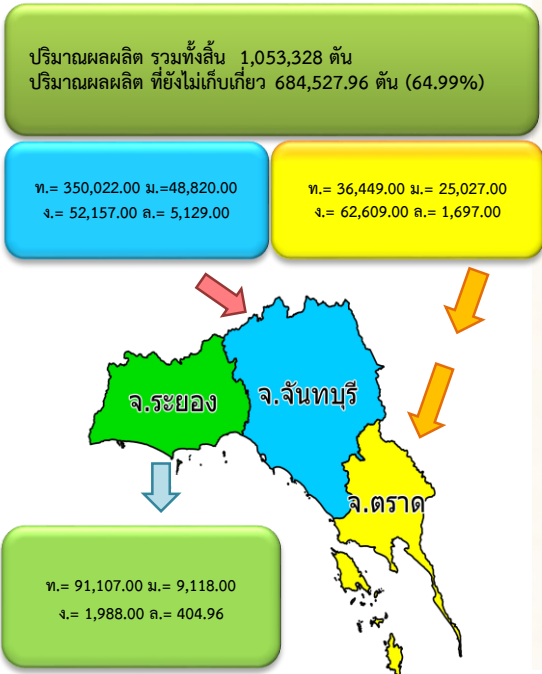 ปริมาณผลผลิต รวมทั้งสิ้น 1,053,328 ตัน
ปริมาณผลผลิต ที่ยังไม่เก็บเกี่ยว 684,527.96 ตัน (64.99%)
ท.= 350,022.00 ม.=48,820.00
ง.= 52,157.00 ล.= 5,129.00
ท.= 36,449.00 ม.= 25,027.00
ง.= 62,609.00 ล.= 1,697.00
จ.ระยอง
จ.จันทบุรี
จ.ตราด
ท.= 91,107.00 ม.= 9,118.00
ง.= 1,988.00 ล.= 404.96